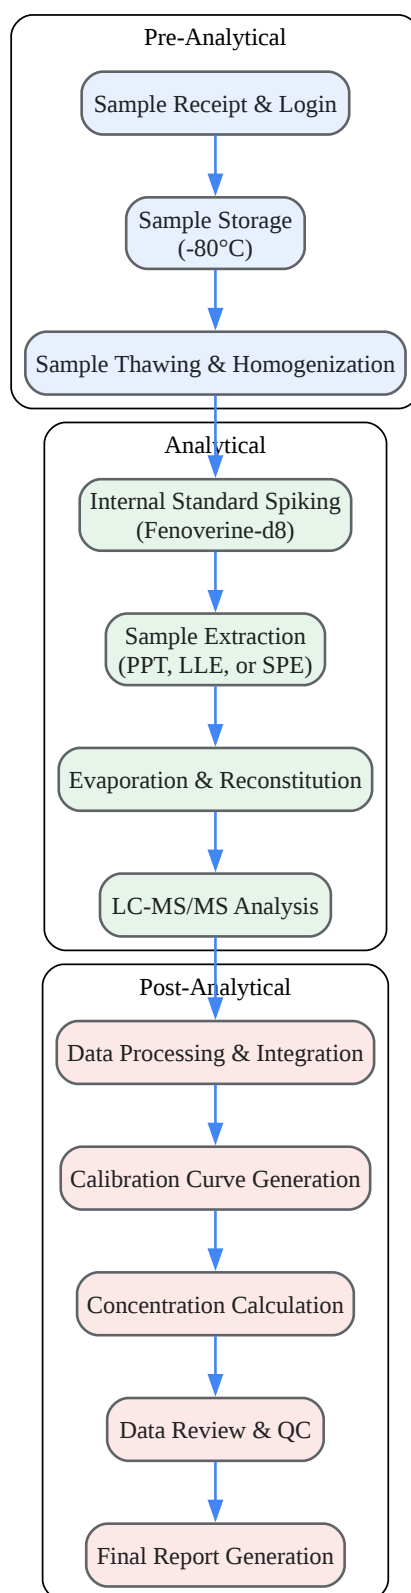 Pre-Analytical
Sample Receipt & Login
Sample Storage
(-80°C)
Sample Thawing & Homogenization
Analytical
Internal Standard Spiking
(Fenoverine-d8)
Sample Extraction
(PPT, LLE, or SPE)
Evaporation & Reconstitution
LC-MS/MS Analysis
Post-Analytical
Data Processing & Integration
Calibration Curve Generation
Concentration Calculation
Data Review & QC
Final Report Generation